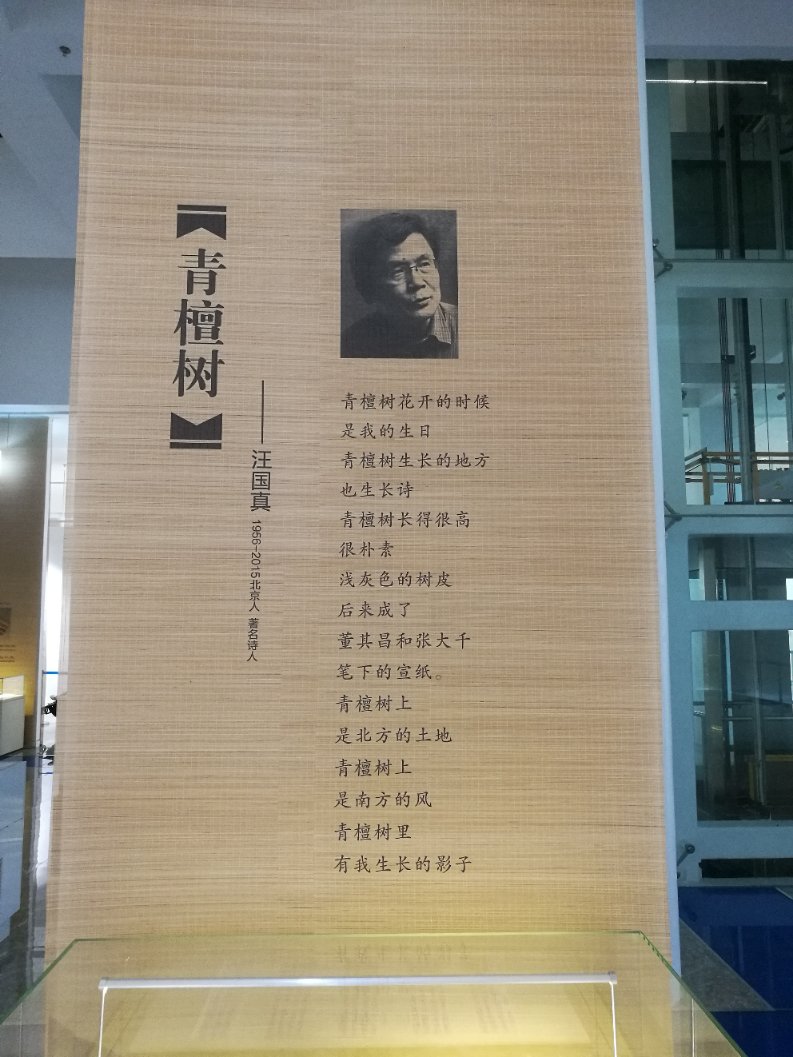 【青檀树】
——汪国真 1956-2015北京人 著名诗人
青檀树花开的时候
是我的生日
青檀树生长的地方
也生长诗
青檀树长得很高
很朴素
浅灰色的树皮
后来成了
董其昌和张大千
笔下的宣纸。
青檀树上
是北方的土地
青檀树上
是南方的风
青檀树里
有我生长的影子